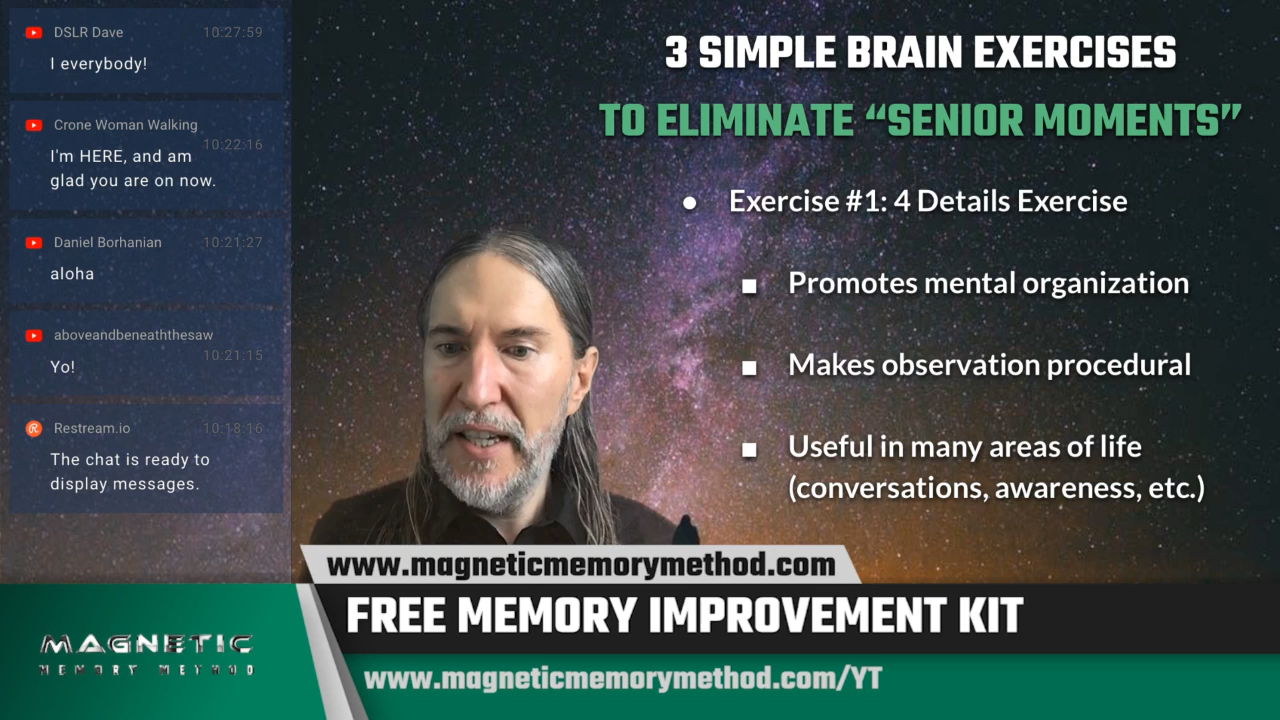 DSLR Dave 10:27:59
I everybody!
Crone Woman Walking
10:22:16
I'm HERE, and am
glad you are on now.
Daniel Borhanian 10:21:27
aloha
aboveandbeneaththesaw
10:21:15
Yo!
Restream.io 10:18:16
The chat is ready to
display messages.
3 SIMPLE BRAIN EXERCISES
TO ELIMINATE “SENIOR MOMENTS”
● Exercise #1: 4 Details Exercise
■ Promotes mental organization
■ Makes observation procedural
■ Useful in many areas of life
(conversations, awareness, etc.)
www.magneticmemorymethod.com
FREE MEMORY IMPROVEMENT KIT
www.magneticmemorymethod.com/YT
MAGNETIC
MEMORY METHOD